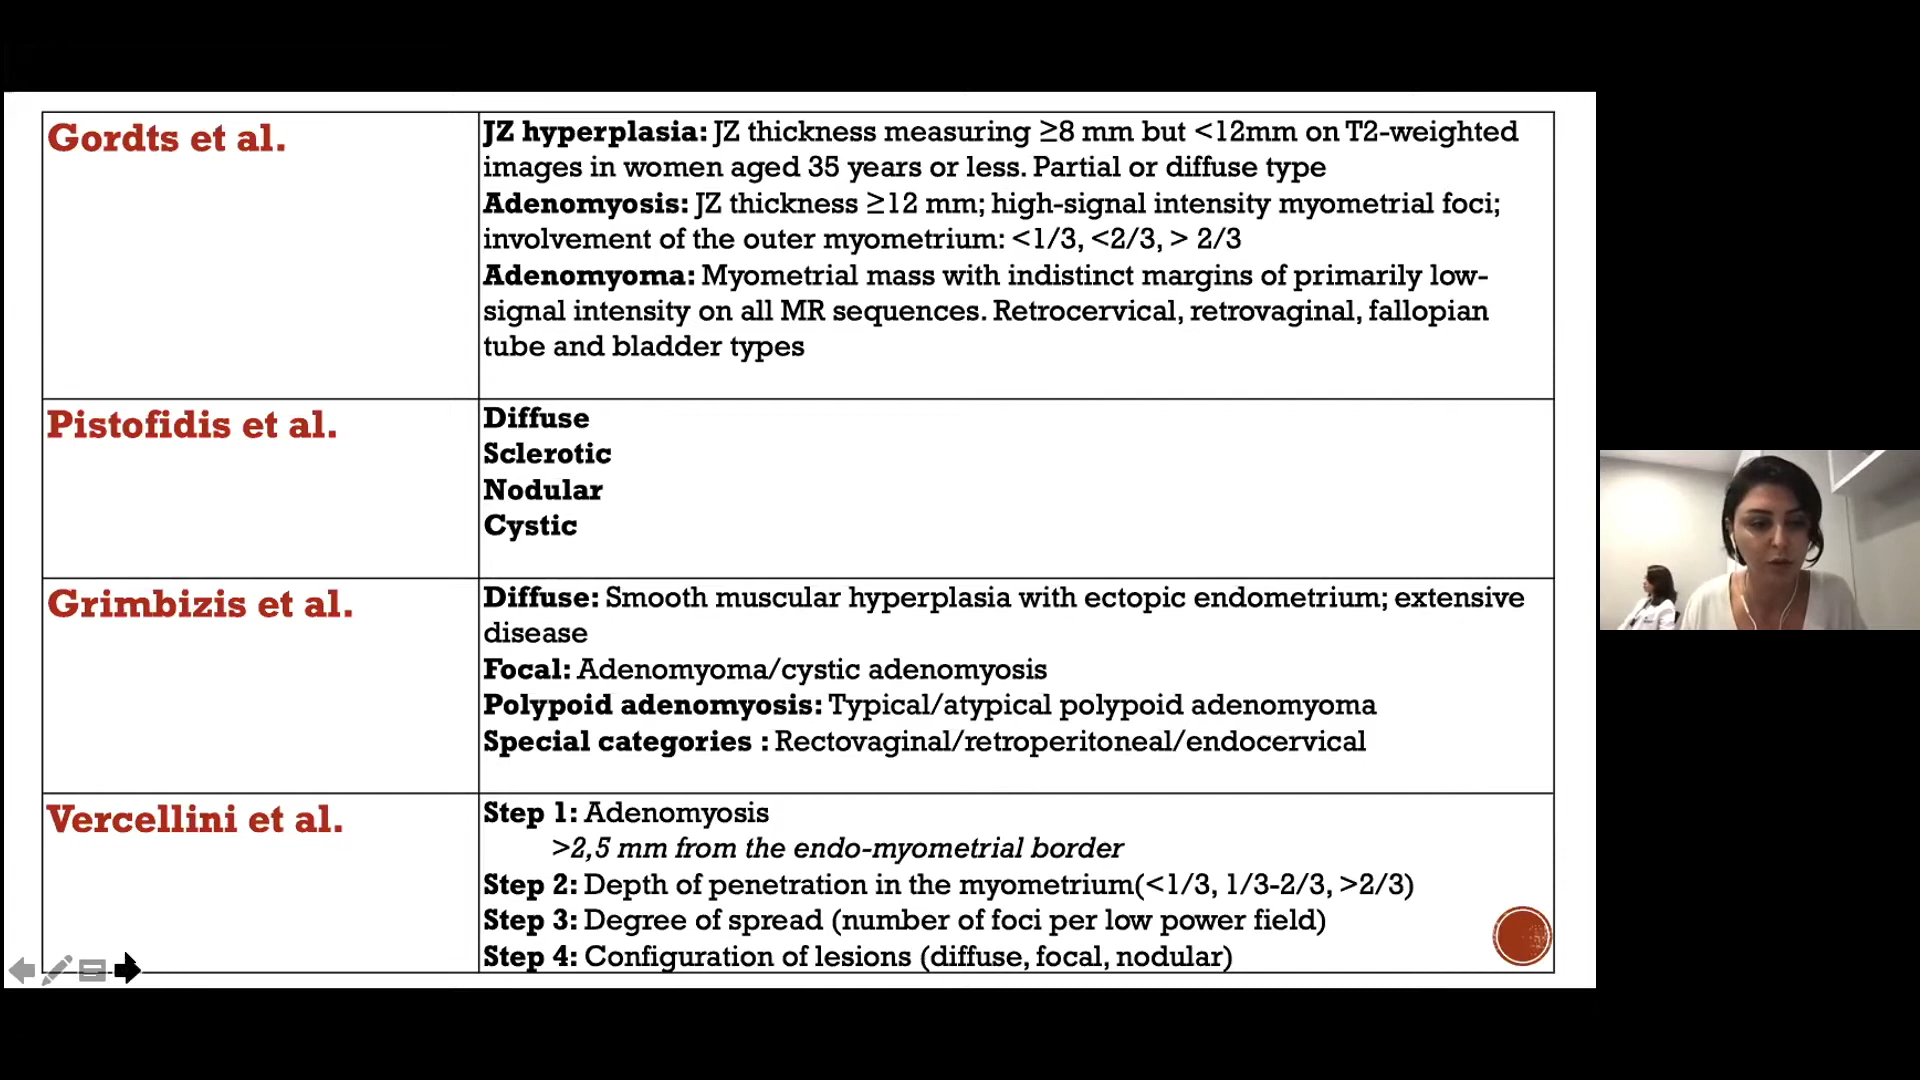 Gordts et al.
JZ hyperplasia: JZ thickness measuring ≥8 mm but <12mm on T2-weighted
images in women aged 35 years or less. Partial or diffuse type
Adenomyosis: JZ thickness ≥12 mm; high-signal intensity myometrial foci;
involvement of the outer myometrium: <1/3, <2/3, > 2/3
Adenomyoma: Myometrial mass with indistinct margins of primarily low-
signal intensity on all MR sequences. Retrocervical, retrovaginal, fallopian
tube and bladder types
Pistofidis et al.
Diffuse
Sclerotic
Nodular
Cystic
Grimbizis et al.
Diffuse: Smooth muscular hyperplasia with ectopic endometrium; extensive
disease
Focal: Adenomyoma/cystic adenomyosis
Polypoid adenomyosis: Typical/atypical polypoid adenomyoma
Special categories : Rectovaginal/retroperitoneal/endocervical
Vercellini et al.
Step 1: Adenomyosis
>2,5 mm from the endo-myometrial border
Step 2: Depth of penetration in the myometrium(<1/3, 1/3-2/3, >2/3)
Step 3: Degree of spread (number of foci per low power field)
Step 4: Configuration of lesions (diffuse, focal, nodular)